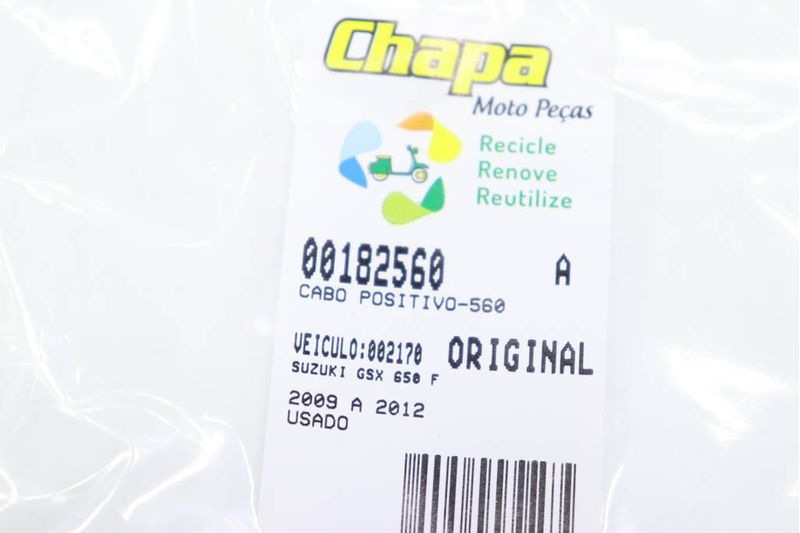 Chapa
Moto Peças
Recicle
Renove
Reutilize
00182560 A
CABO POSITIVO-560
VEICULO:002170 ORIGINAL
SUZUKI GSX 650 F
2009 A 2012
USADO